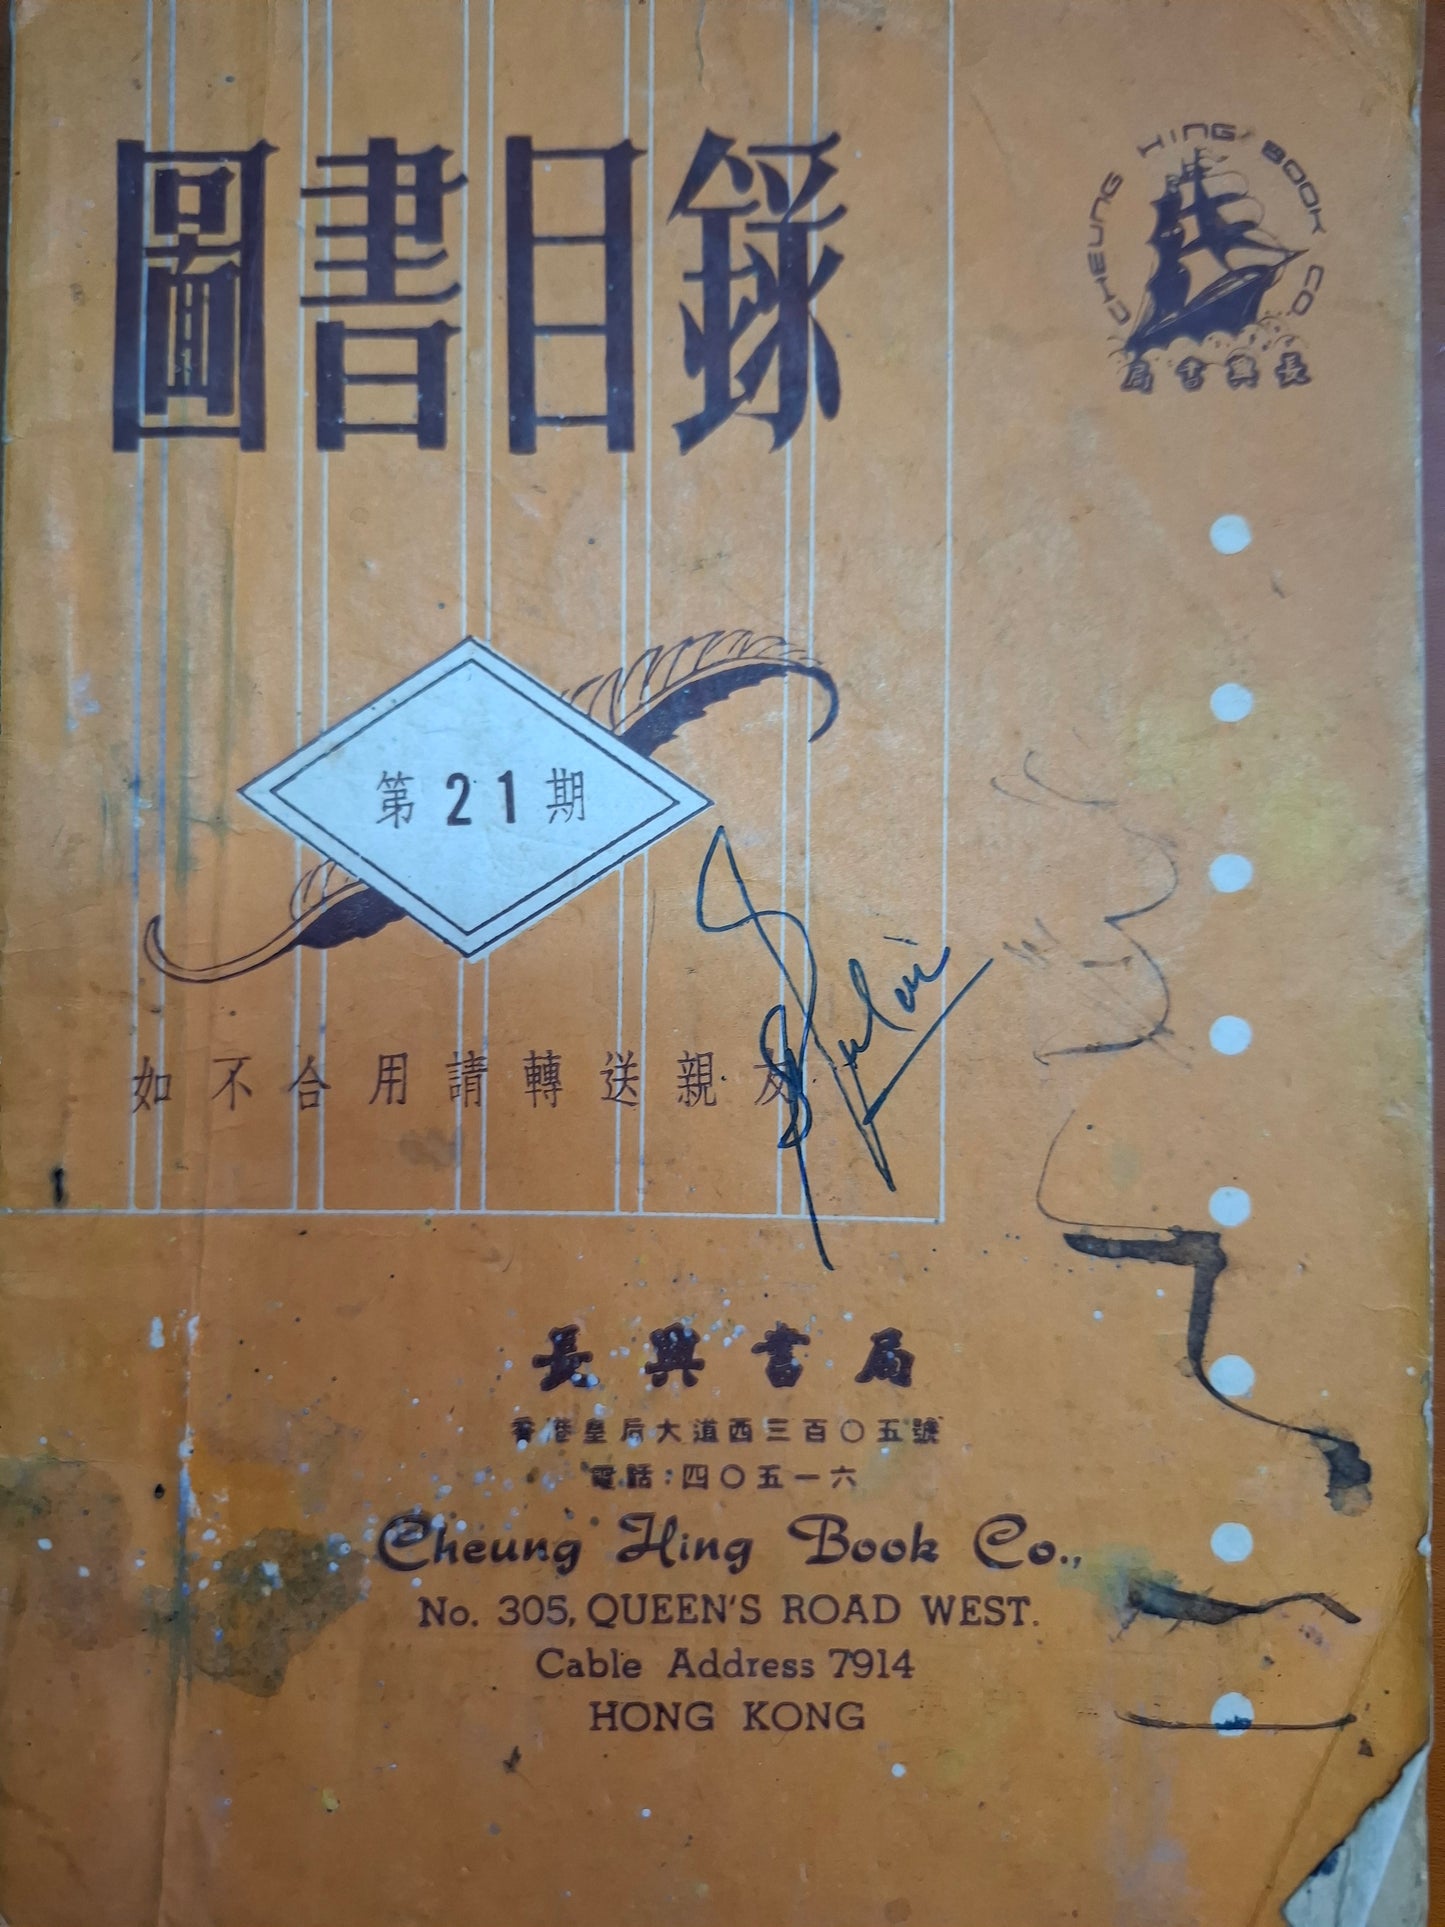 圖書目錄
CHEUNG HING BOOK CO.
局書興長
第21期
如不合用請轉送親友
長興書局
香港皇后大道西三百〇五號
電話:四〇五一六
Cheung Hing Book Co.,
No. 305, QUEEN'S ROAD WEST.
Cable Address 7914
HONG KONG